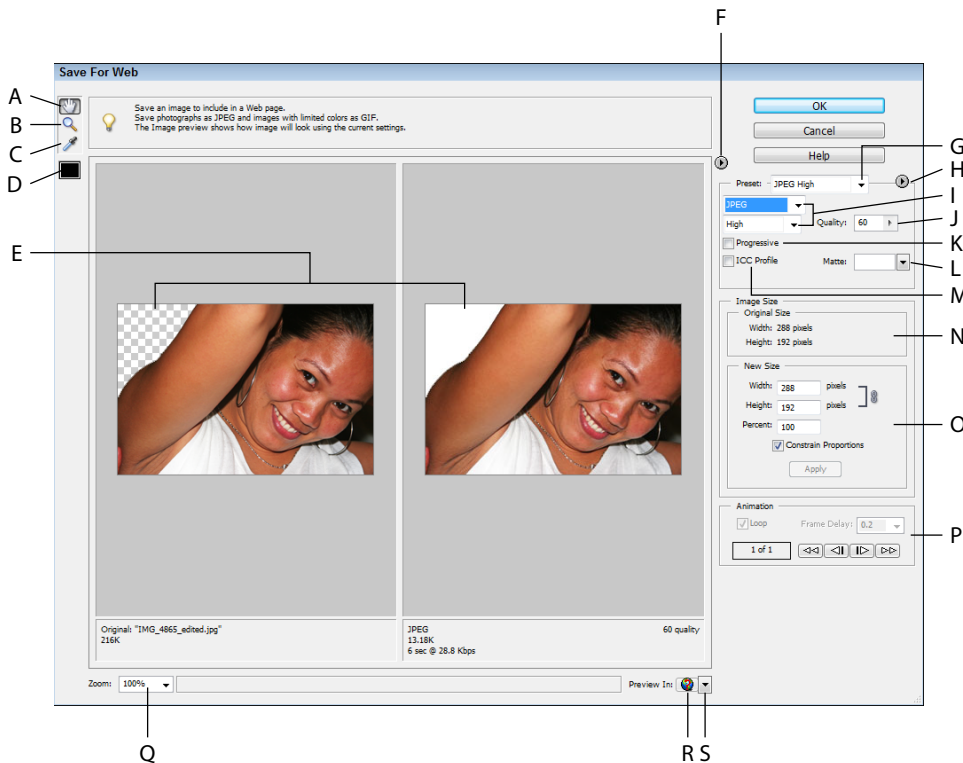 F
Save For Web
A
B
C
D
E
Save an image to include in a Web page.
Save photographs as JPEG and images with limited colors as GIF.
The Image preview shows how image will look using the current settings.
OK
Cancel
Help
G
H
Preset: JPEG High
I
JPEG
High
Quality: 60
J
Progressive
K
ICC Profile
Matte:
L
M
Image Size
Original Size
Width: 288 pixels
Height: 192 pixels
N
New Size
Width: 288 pixels
Height: 192 pixels
Percent: 100
O
Constrain Proportions
Apply
Animation
Loop
Frame Delay: 0.2
P
1 of 1
Original: "IMG_4865_edited.jpg"
216K
JPEG
60 quality
13.18K
6 sec @ 28.8 Kbps
Zoom: 100%
Preview In:
Q
R S